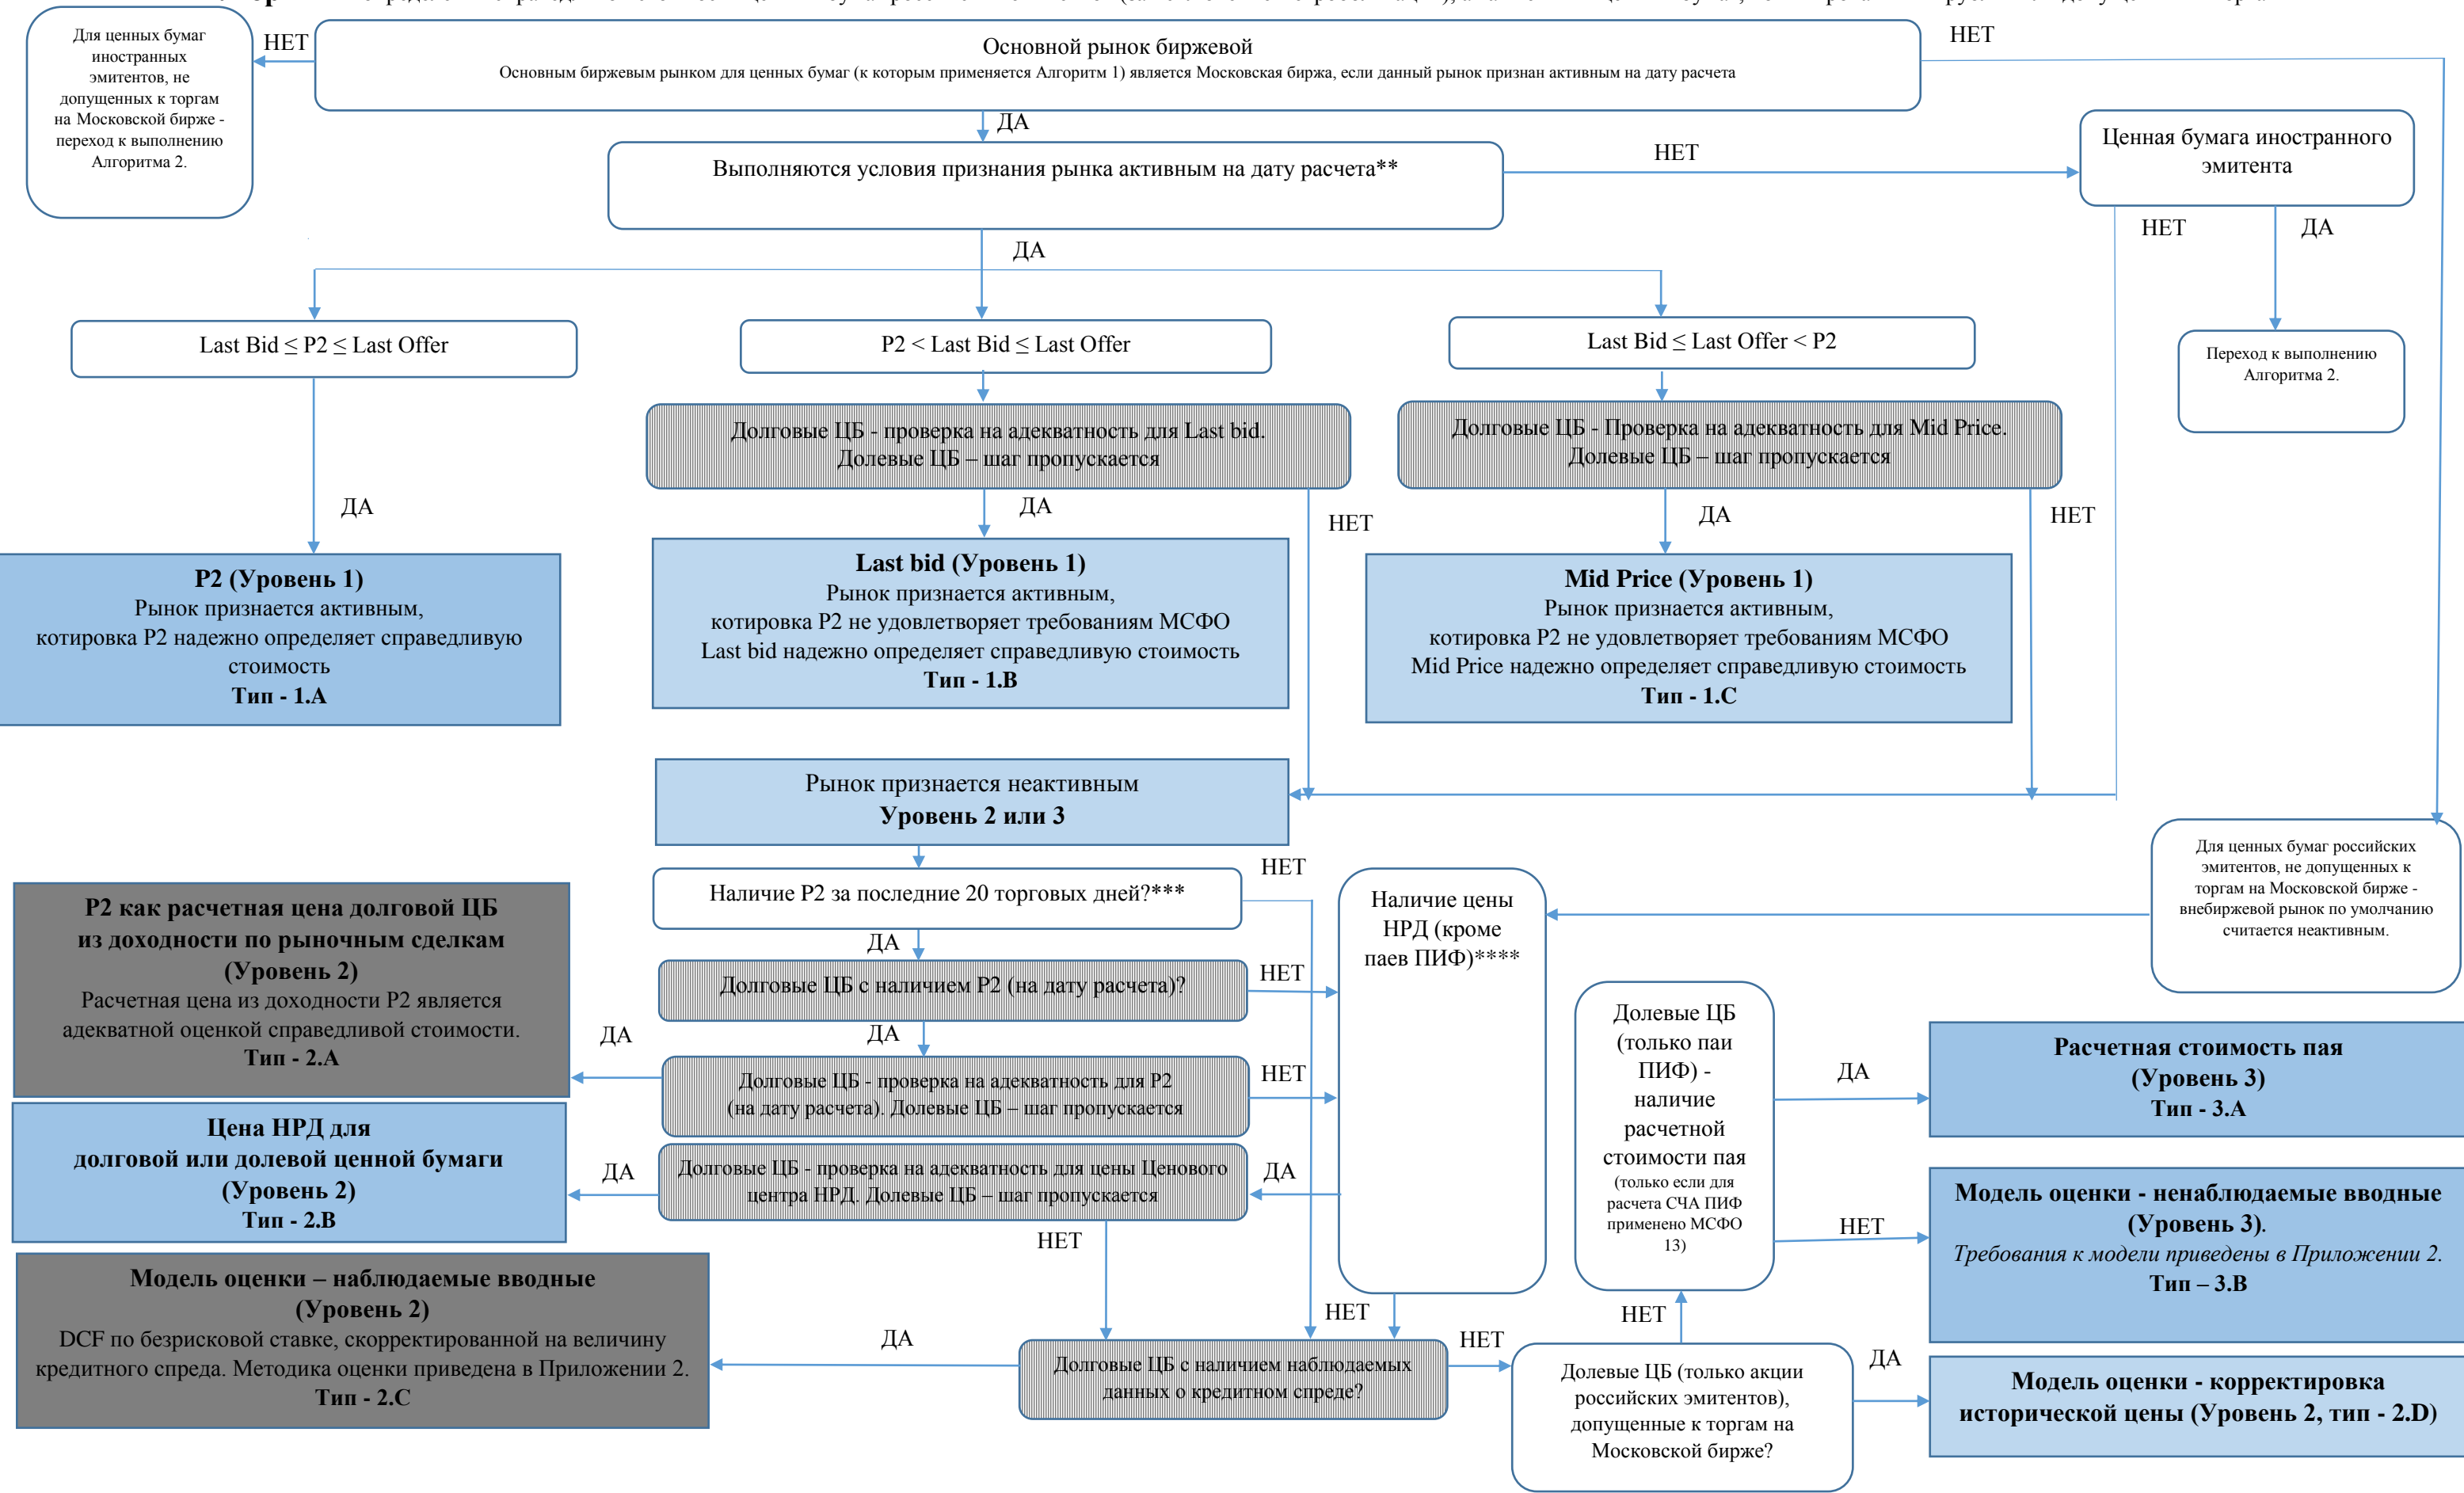 Для ценных бумаг
иностранных
эмитентов, не
допущенных к торгам
на Московской бирже -
переход к выполнению
Алгоритма 2.
НЕТ
Основной рынок биржевой
Основным биржевым рынком для ценных бумаг (к которым применяется Алгоритм 1) является Московская биржа, если данный рынок признан активным на дату расчета
НЕТ
ДА
Выполняются условия признания рынка активным на дату расчета**
НЕТ
Ценная бумага иностранного
эмитента
НЕТ
ДА
ДА
Last Bid ≤ P2 ≤ Last Offer
P2 < Last Bid ≤ Last Offer
Last Bid ≤ Last Offer < P2
Переход к выполнению
Алгоритма 2.
Долговые ЦБ - проверка на адекватность для Last bid.
Долевые ЦБ – шаг пропускается
Долговые ЦБ - Проверка на адекватность для Mid Price.
Долевые ЦБ – шаг пропускается
ДА
ДА
НЕТ
ДА
НЕТ
P2 (Уровень 1)
Рынок признается активным,
котировка P2 надежно определяет справедливую
стоимость
Тип - 1.A
Last bid (Уровень 1)
Рынок признается активным,
котировка P2 не удовлетворяет требованиям МСФО
Last bid надежно определяет справедливую стоимость
Тип - 1.B
Mid Price (Уровень 1)
Рынок признается активным,
котировка P2 не удовлетворяет требованиям МСФО
Mid Price надежно определяет справедливую стоимость
Тип - 1.C
Рынок признается неактивным
Уровень 2 или 3
Для ценных бумаг российских
эмитентов, не допущенных к
торгам на Московской бирже -
внебиржевой рынок по умолчанию
считается неактивным.
Наличие P2 за последние 20 торговых дней?***
НЕТ
ДА
Наличие цены
НРД (кроме
паев ПИФ)****
P2 как расчетная цена долговой ЦБ
из доходности по рыночным сделкам
(Уровень 2)
Расчетная цена из доходности P2 является
адекватной оценкой справедливой стоимости.
Тип - 2.A
Долговые ЦБ с наличием P2 (на дату расчета)?
НЕТ
ДА
ДА
Долговые ЦБ - проверка на адекватность для P2
(на дату расчета). Долевые ЦБ – шаг пропускается
НЕТ
Долевые ЦБ
(только паи
ПИФ) -
наличие
расчетной
стоимости пая
(только если для
расчета СЧА ПИФ
применено МСФО
13)
ДА
Расчетная стоимость пая
(Уровень 3)
Тип - 3.A
Цена НРД для
долговой или долевой ценной бумаги
(Уровень 2)
Тип - 2.B
ДА
Долговые ЦБ - проверка на адекватность для цены Ценового
центра НРД. Долевые ЦБ – шаг пропускается
ДА
НЕТ
НЕТ
Модель оценки - ненаблюдаемые вводные
(Уровень 3).
Требования к модели приведены в Приложении 2.
Тип – 3.B
Модель оценки – наблюдаемые вводные
(Уровень 2)
DCF по безрисковой ставке, скорректированной на величину
кредитного спреда. Методика оценки приведена в Приложении 2.
Тип - 2.C
ДА
НЕТ
Долговые ЦБ с наличием наблюдаемых
данных о кредитном спреде?
НЕТ
НЕТ
Долевые ЦБ (только акции
российских эмитентов),
допущенные к торгам на
Московской бирже?
ДА
Модель оценки - корректировка
исторической цены (Уровень 2, тип - 2.D)